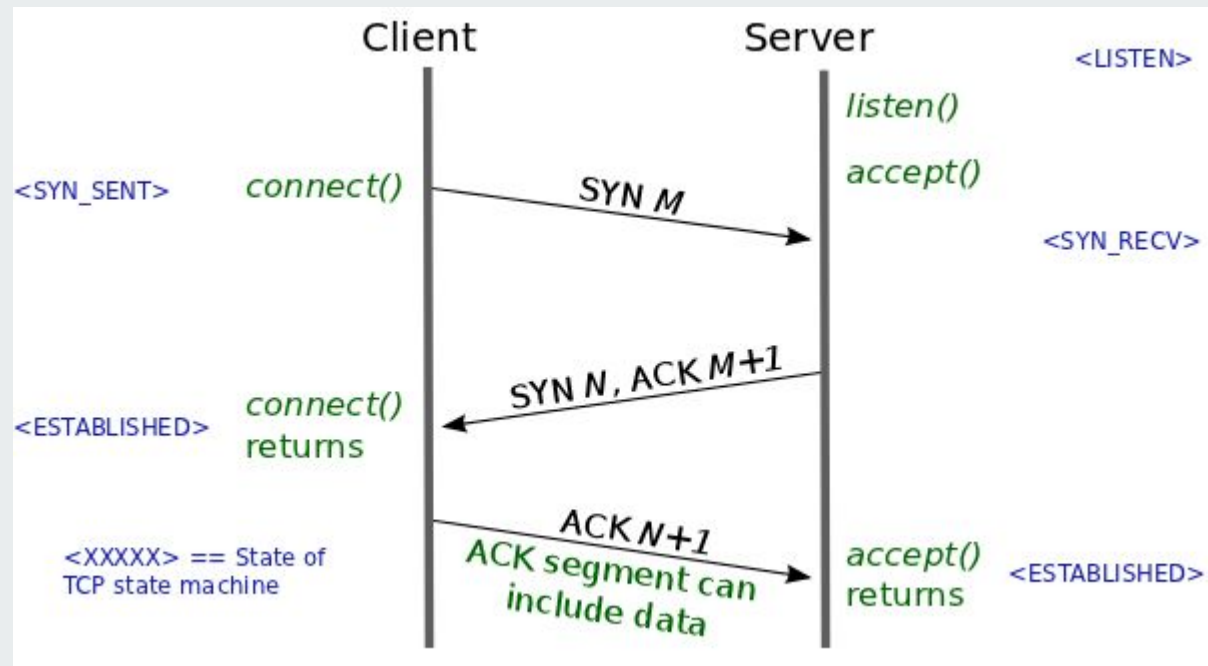 Client
Server
<LISTEN>
listen()
<SYN_SENT>
connect()
SYN M
accept()
<SYN_RECV>
SYN N, ACK M+1
<ESTABLISHED>
connect()
returns
ACK N+1
ACK segment can
include data
<XXXXX> == State of
TCP state machine
accept()
returns
<ESTABLISHED>